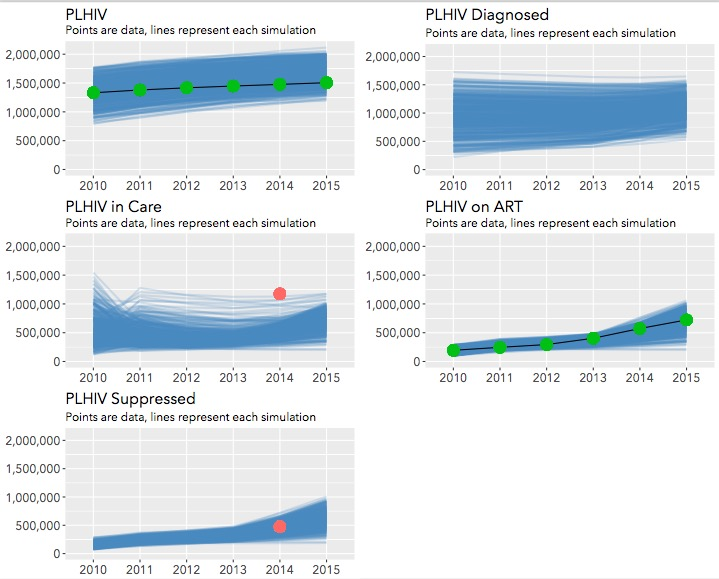 PLHIV
Points are data, lines represent each simulation
2,000,000
1,500,000
1,000,000
500,000
0
2010 2011 2012 2013 2014 2015
PLHIV Diagnosed
Points are data, lines represent each simulation
2,000,000
1,500,000
1,000,000
500,000
0
2010 2011 2012 2013 2014 2015
PLHIV in Care
Points are data, lines represent each simulation
2,000,000
1,500,000
1,000,000
500,000
0
2010 2011 2012 2013 2014 2015
PLHIV on ART
Points are data, lines represent each simulation
2,000,000
1,500,000
1,000,000
500,000
0
2010 2011 2012 2013 2014 2015
PLHIV Suppressed
Points are data, lines represent each simulation
2,000,000
1,500,000
1,000,000
500,000
0
2010 2011 2012 2013 2014 2015